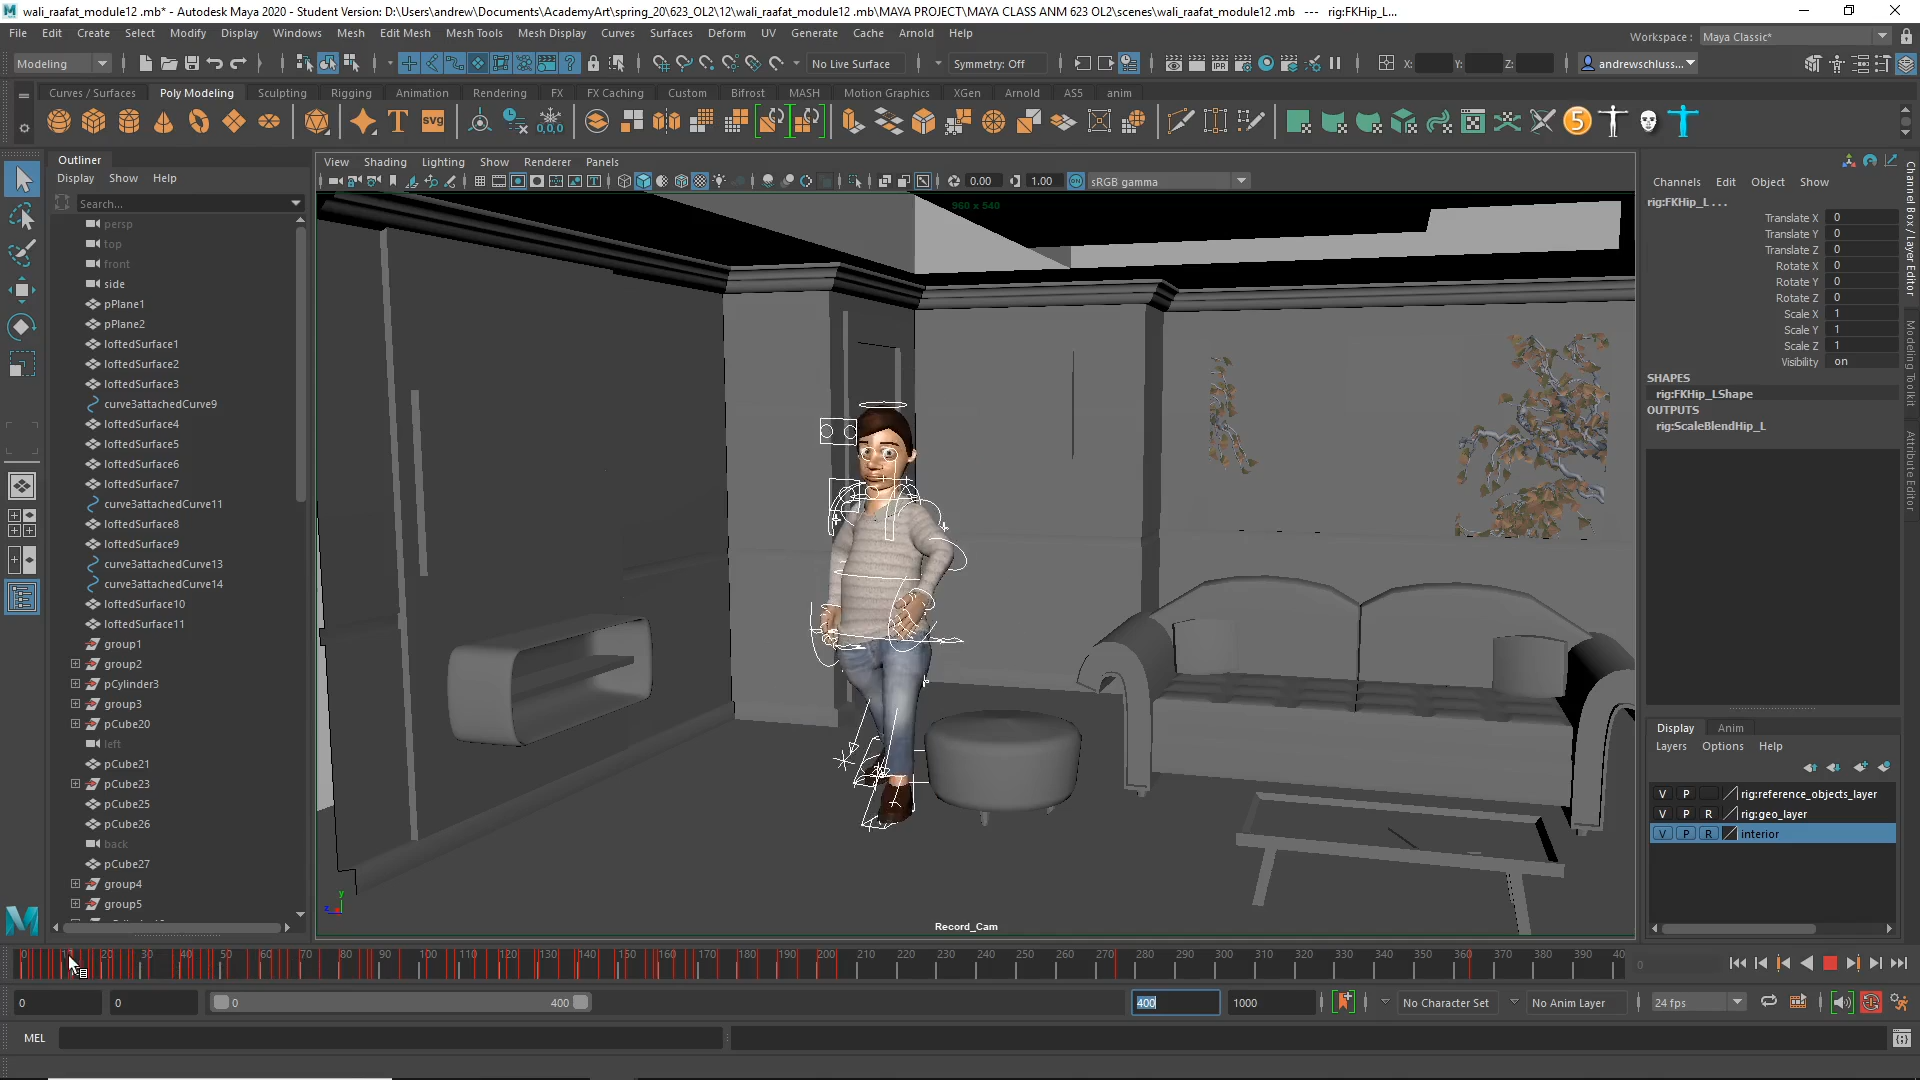 wali_raafat_module12 .mb* - Autodesk Maya 2020 - Student Version: D:\Users\andrew\Documents\AcademyArt\spring_20\623_OL2\12\wali_raafat_module12 .mb\MAYA PROJECT\MAYA CLASS ANM 623 OL2\scenes\wali_raafat_module12 .mb --- rig:FKHip_L...
File Edit Create Select Modify Display Windows Mesh Edit Mesh Mesh Tools Mesh Display Curves Surfaces Deform UV Generate Cache Arnold Help
Workspace : Maya Classic*
Modeling No Live Surface Symmetry: Off X: Y: Z: andrewschluss...
Curves / Surfaces Poly Modeling Sculpting Rigging Animation Rendering FX FX Caching Custom Bifrost MASH Motion Graphics XGen Arnold AS5 anim
Outliner
Display Show Help
Search...
persp
top
front
side
pPlane1
pPlane2
loftedSurface1
loftedSurface2
loftedSurface3
curve3attachedCurve9
loftedSurface4
loftedSurface5
loftedSurface6
loftedSurface7
curve3attachedCurve11
loftedSurface8
loftedSurface9
curve3attachedCurve13
curve3attachedCurve14
loftedSurface10
loftedSurface11
group1
group2
pCylinder3
group3
pCube20
left
pCube21
pCube23
pCube25
pCube26
back
pCube27
group4
group5
View Shading Lighting Show Renderer Panels
0.00 1.00 sRGB gamma
960 x 540
Record_Cam
Channels Edit Object Show
rig:FKHip_L . . .
Translate X 0
Translate Y 0
Translate Z 0
Rotate X 0
Rotate Y 0
Rotate Z 0
Scale X 1
Scale Y 1
Scale Z 1
Visibility on
SHAPES
rig:FKHip_LShape
OUTPUTS
rig:ScaleBlendHip_L
Channel Box / Layer Editor
Modeling Toolkit
Attribute Editor
Display Anim
Layers Options Help
V P rig:reference_objects_layer
V P R rig:geo_layer
V P R interior
0 10 20 30 40 50 60 70 80 90 100 110 120 130 140 150 160 170 180 190 200 210 220 230 240 250 260 270 280 290 300 310 320 330 340 350 360 370 380 390 40
0
0 0 0 400 400 1000 No Character Set No Anim Layer 24 fps
MEL